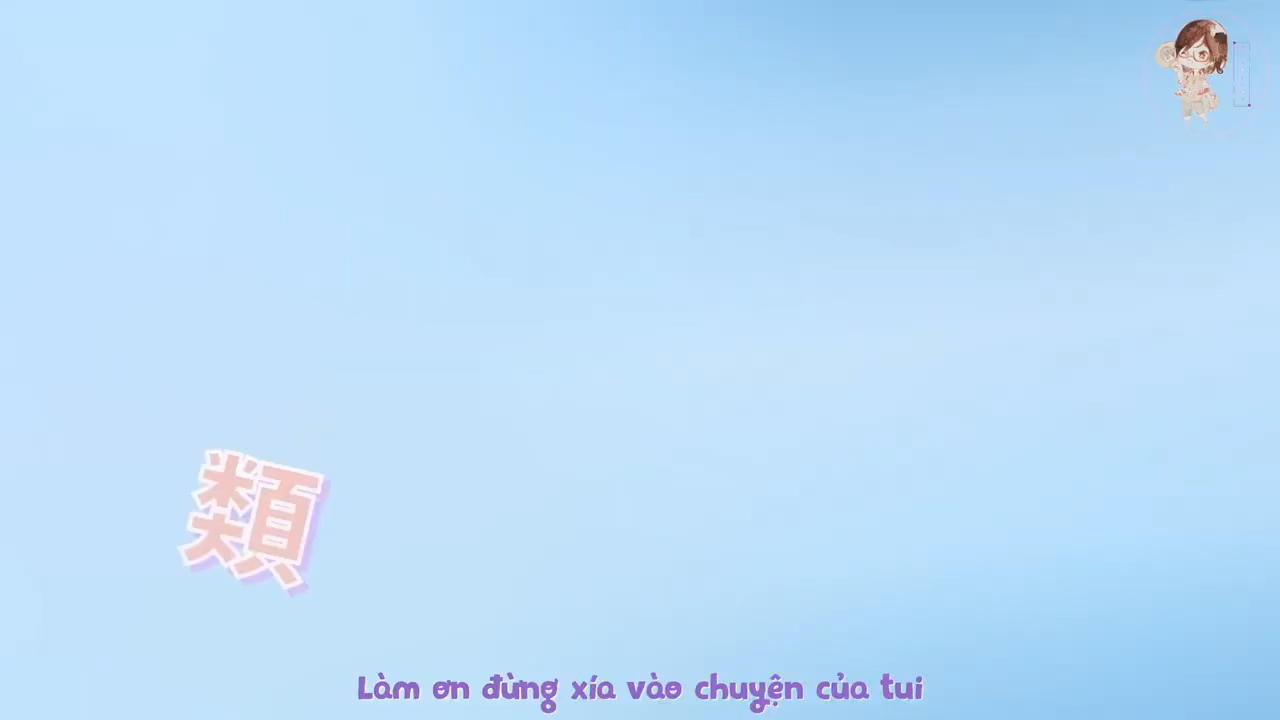 類
Làm ơn đừng xía vào chuyện của tui